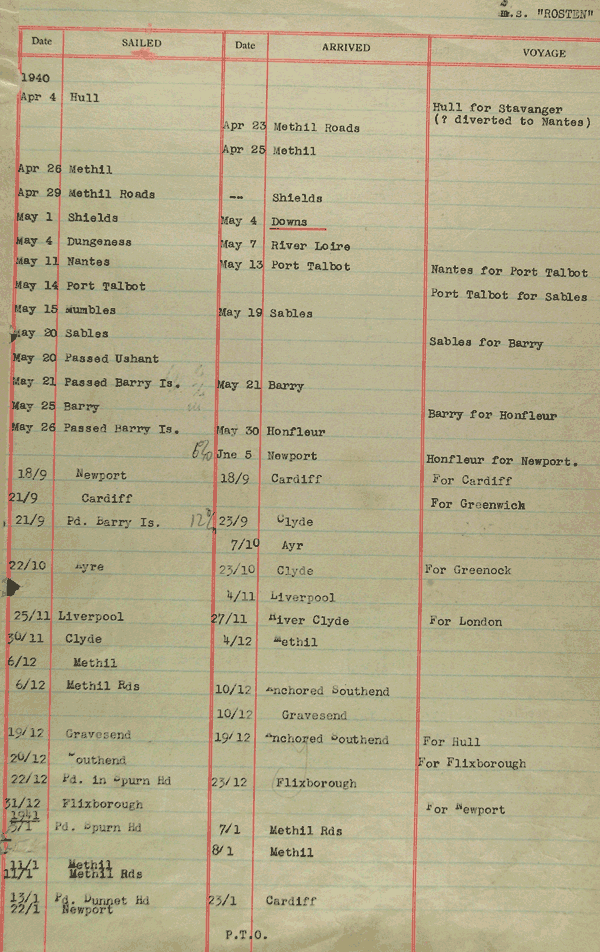 s.s. "ROSTEN"
Date SAILED Date ARRIVED VOYAGE
1940
Apr 4 Hull
Hull for Stavanger
(? diverted to Nantes)
Apr 23 Methil Roads
Apr 25 Methil
Apr 26 Methil
Apr 29 Methil Roads -- Shields
May 1 Shields May 4 Downs
May 4 Dungeness May 7 River Loire
May 11 Nantes May 13 Port Talbot Nantes for Port Talbot
May 14 Port Talbot Port Talbot for Sables
May 15 Mumbles May 19 Sables
May 20 Sables Sables for Barry
May 20 Passed Ushant
May 21 Passed Barry Is. May 21 Barry
May 25 Barry Barry for Honfleur
May 26 Passed Barry Is. May 30 Honfleur
Jne 5 Newport Honfleur for Newport.
18/9 Newport 18/9 Cardiff For Cardiff
21/9 Cardiff For Greenwick
21/9 Pd. Barry Is. 23/9 Clyde
7/10 Ayr
22/10 Ayre 23/10 Clyde For Greenock
4/11 Liverpool
25/11 Liverpool 27/11 River Clyde For London
30/11 Clyde 4/12 Methil
6/12 Methil
6/12 Methil Rds 10/12 Anchored Southend
10/12 Gravesend
19/12 Gravesend 19/12 Anchored Southend For Hull
20/12 Southend For Flixborough
22/12 Pd. in Spurn Hd 23/12 Flixborough
31/12 Flixborough For Newport
1941
5/1 Pd. Spurn Hd 7/1 Methil Rds
8/1 Methil
11/1 Methil
11/1 Methil Rds
13/1 Pd. Dunnet Hd 23/1 Cardiff
22/1 Newport
P.T.O.